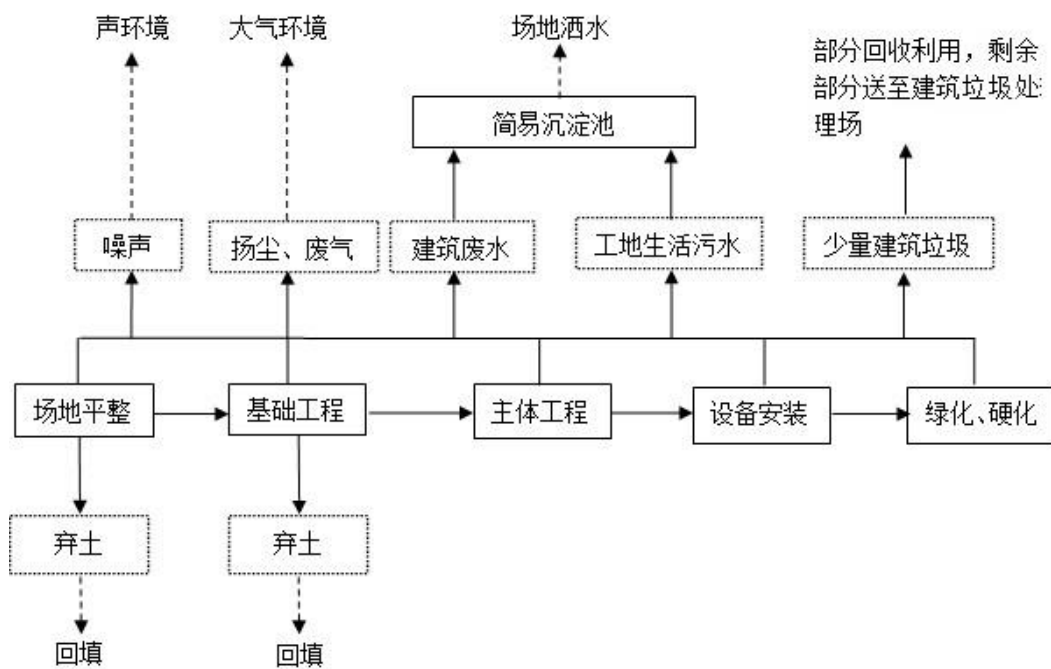 声环境
大气环境
场地洒水
部分回收利用，剩余
部分送至建筑垃圾处
理场
简易沉淀池
噪声
扬尘、废气
建筑废水
工地生活污水
少量建筑垃圾
场地平整
基础工程
主体工程
设备安装
绿化、硬化
弃土
弃土
回填
回填